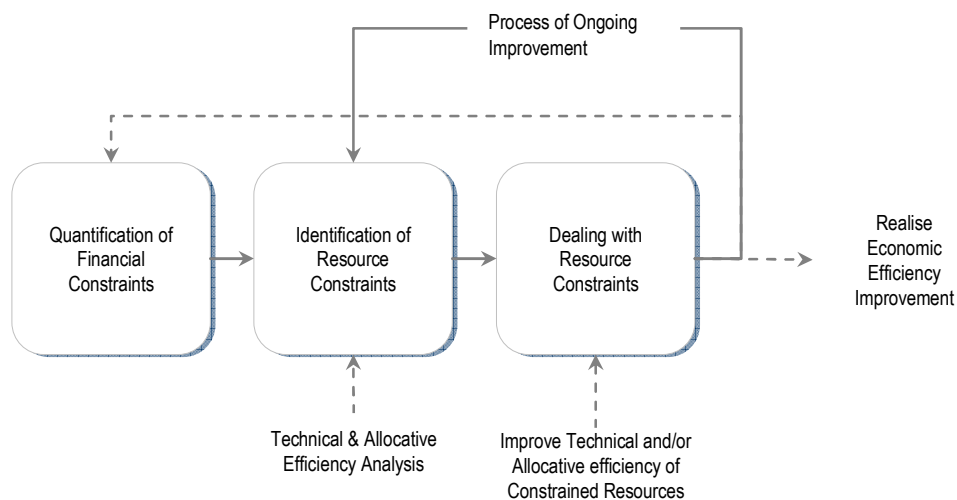 Process of Ongoing
Improvement
Quantification of
Financial
Constraints
Identification of
Resource
Constraints
Dealing with
Resource
Constraints
Realise
Economic
Efficiency
Improvement
Technical & Allocative
Efficiency Analysis
Improve Technical and/or
Allocative efficiency of
Constrained Resources